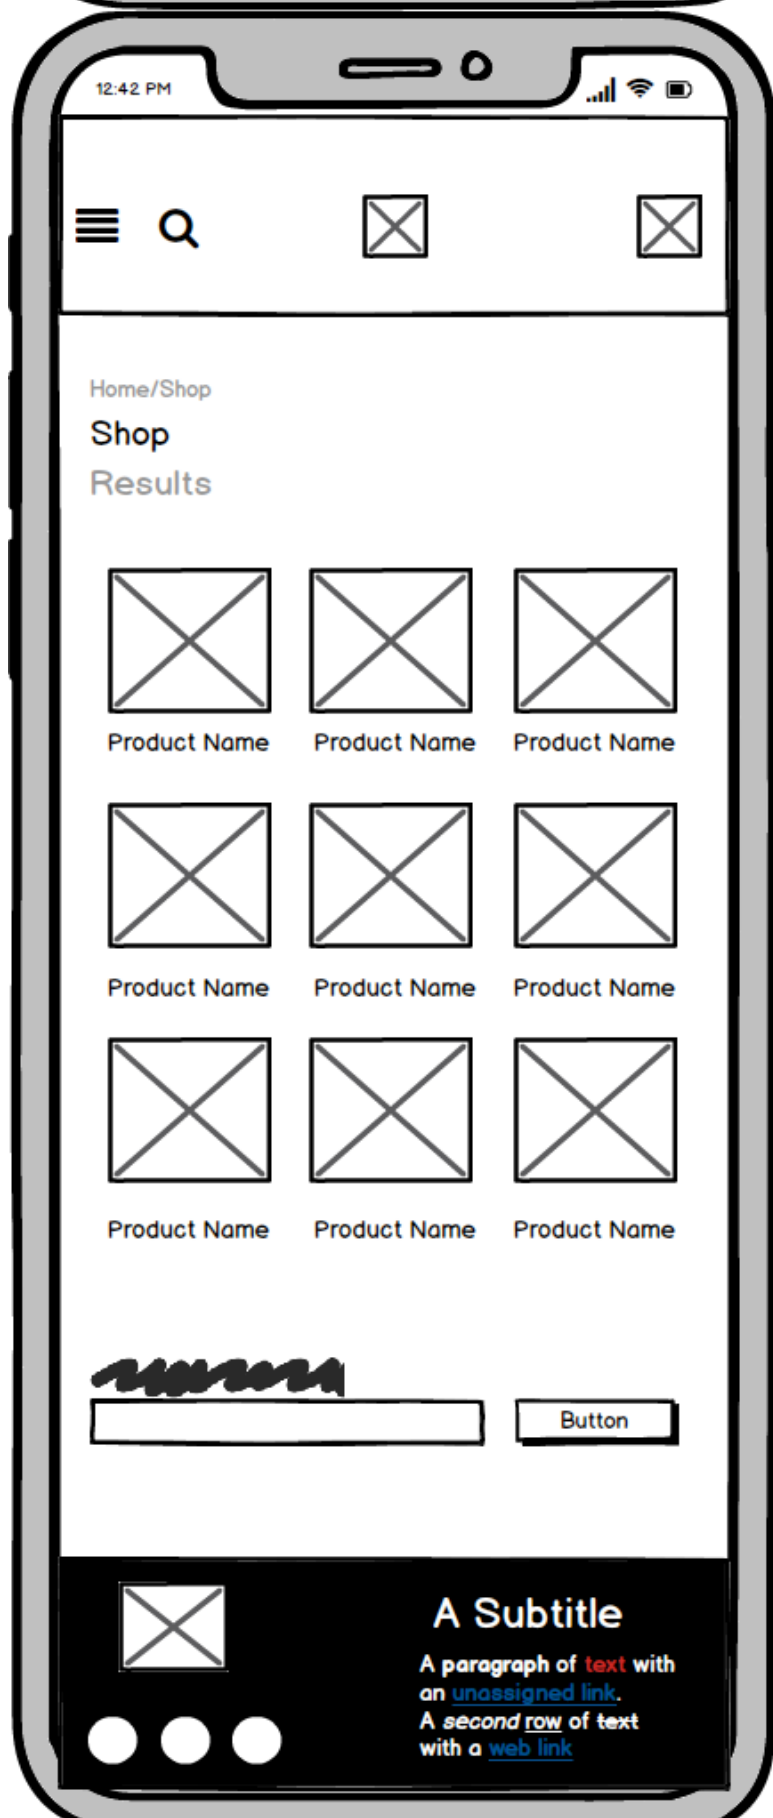 12:42 PM
Home/Shop
Shop
Results
Product Name Product Name Product Name
Product Name Product Name Product Name
Product Name Product Name Product Name
Button
A Subtitle
A paragraph of text with
an unassigned link.
A second row of text
with a web link